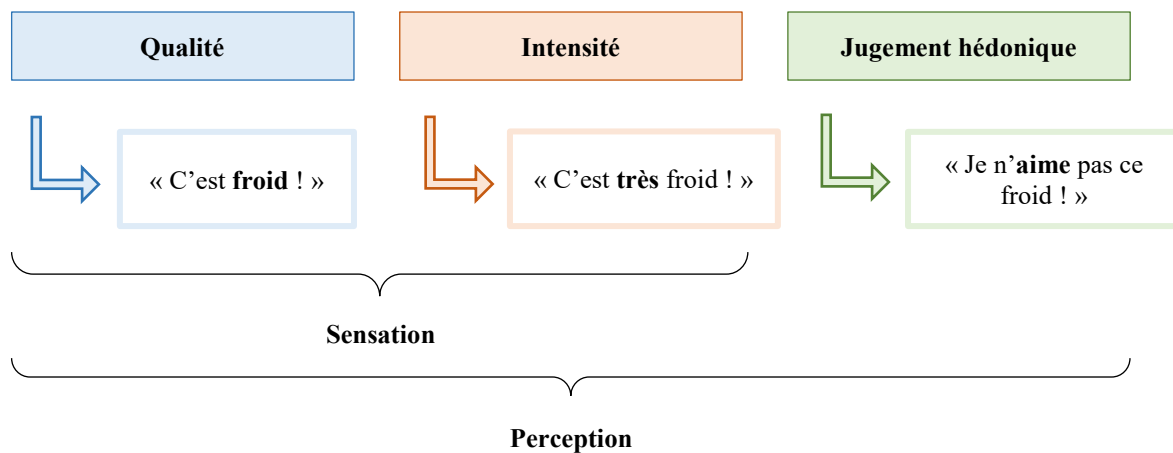 Qualité
Intensité
Jugement hédonique
« C’est froid ! »
« C’est très froid ! »
« Je n’aime pas ce
froid ! »
Sensation
Perception